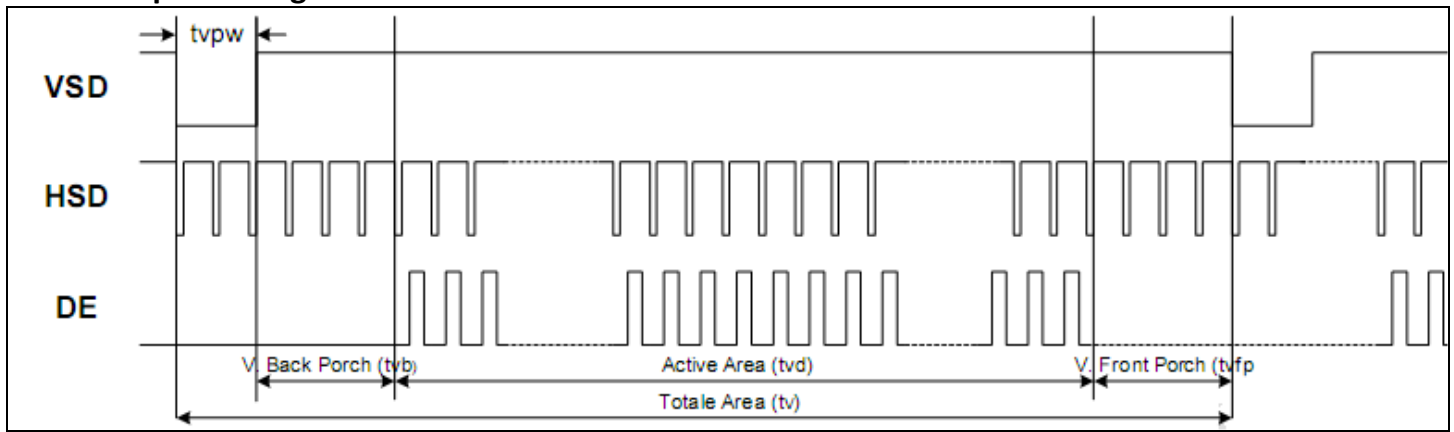 tvpw
VSD
HSD
DE
V. Back Porch (tvb)
Active Area (tvd)
V. Front Porch (tvfp
Totale Area (tv)